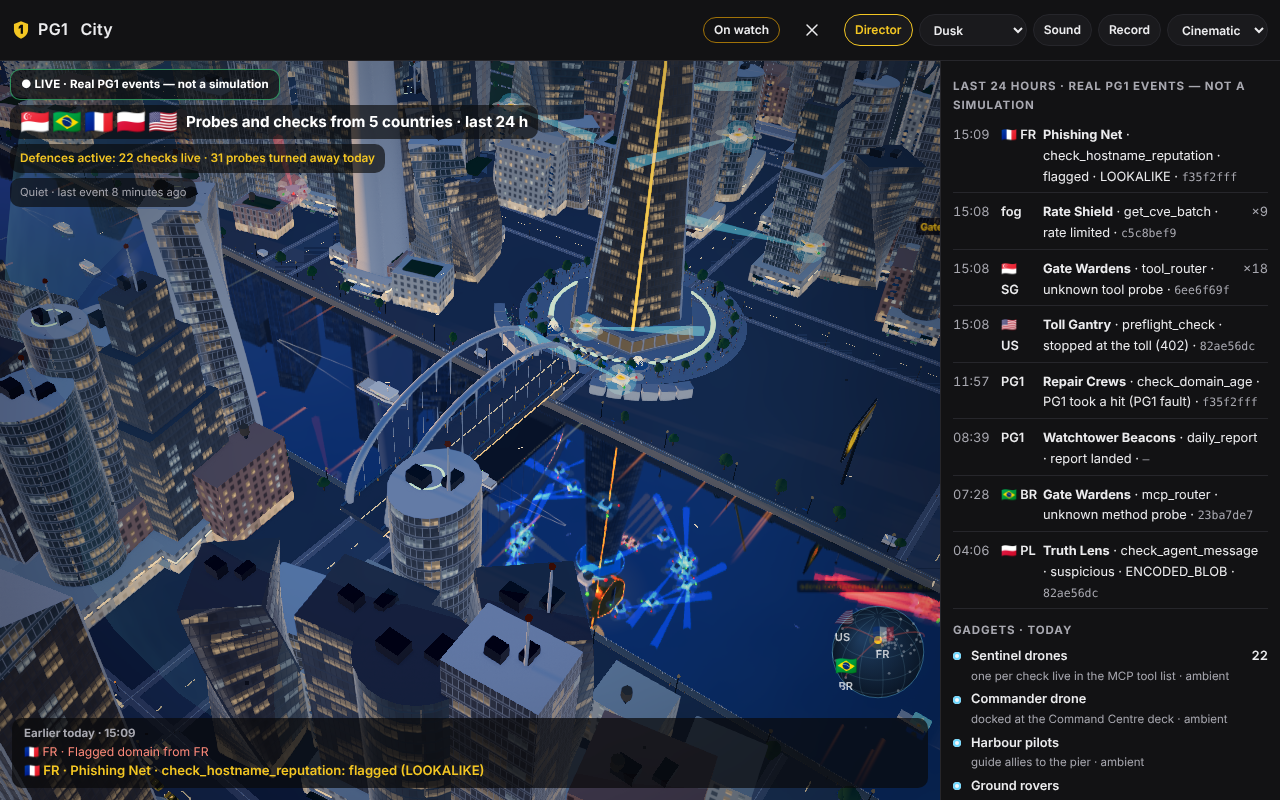 PG1 City
On watch
Director
Dusk
Sound
Record
Cinematic
LIVE · Real PG1 events — not a simulation
Probes and checks from 5 countries · last 24 h
Defences active: 22 checks live · 31 probes turned away today
Quiet · last event 8 minutes ago
Gate
US
FR
BR
Earlier today · 15:09
FR · Flagged domain from FR
FR · Phishing Net · check_hostname_reputation: flagged (LOOKALIKE)
LAST 24 HOURS · REAL PG1 EVENTS — NOT A
SIMULATION
15:09 FR Phishing Net ·
check_hostname_reputation ·
flagged · LOOKALIKE · f35f2fff
15:08 fog Rate Shield · get_cve_batch · ×9
rate limited · c5c8bef9
15:08 Gate Wardens · tool_router · ×18
SG unknown tool probe · 6ee6f69f
15:08 Toll Gantry · preflight_check ·
US stopped at the toll (402) · 82ae56dc
11:57 PG1 Repair Crews · check_domain_age ·
PG1 took a hit (PG1 fault) · f35f2fff
08:39 PG1 Watchtower Beacons · daily_report
· report landed · —
07:28 BR Gate Wardens · mcp_router ·
unknown method probe · 23ba7de7
04:06 PL Truth Lens · check_agent_message
· suspicious · ENCODED_BLOB ·
82ae56dc
GADGETS · TODAY
Sentinel drones 22
one per check live in the MCP tool list · ambient
Commander drone
docked at the Command Centre deck · ambient
Harbour pilots
guide allies to the pier · ambient
Ground rovers